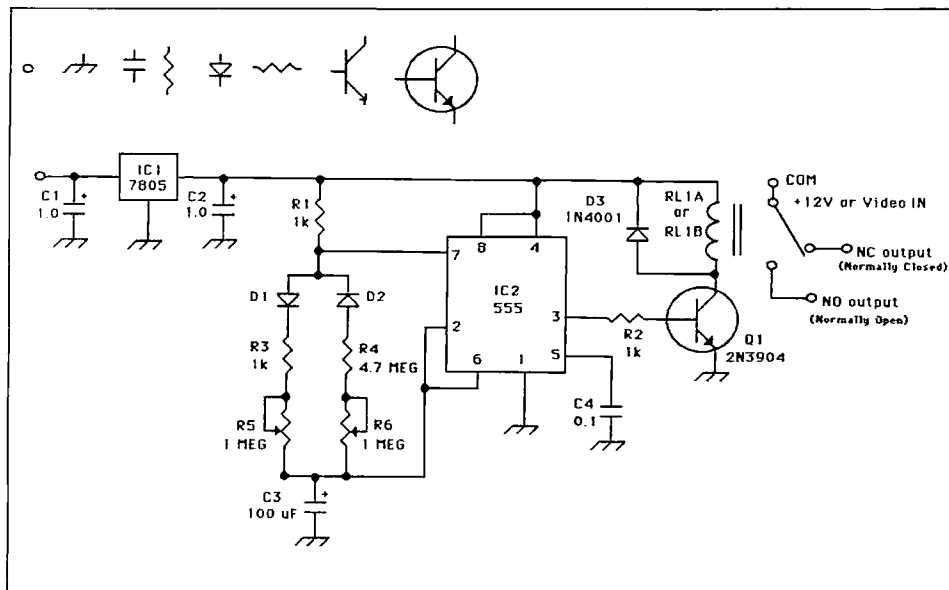 IC1
7805
C1
1.0
+
C2
1.0
+
R1
1k
D3
1N4001
RL1A
or
RL1B
COM
+12V or Video IN
NC output
(Normally Closed)
NO output
(Normally Open)
8
4
7
IC2
555
D1
D2
2
3
R2
1k
Q1
2N3904
R3
1k
R4
4.7 MEG
6
1
5
C4
0.1
R5
1 MEG
R6
1 MEG
C3
100 uF
+